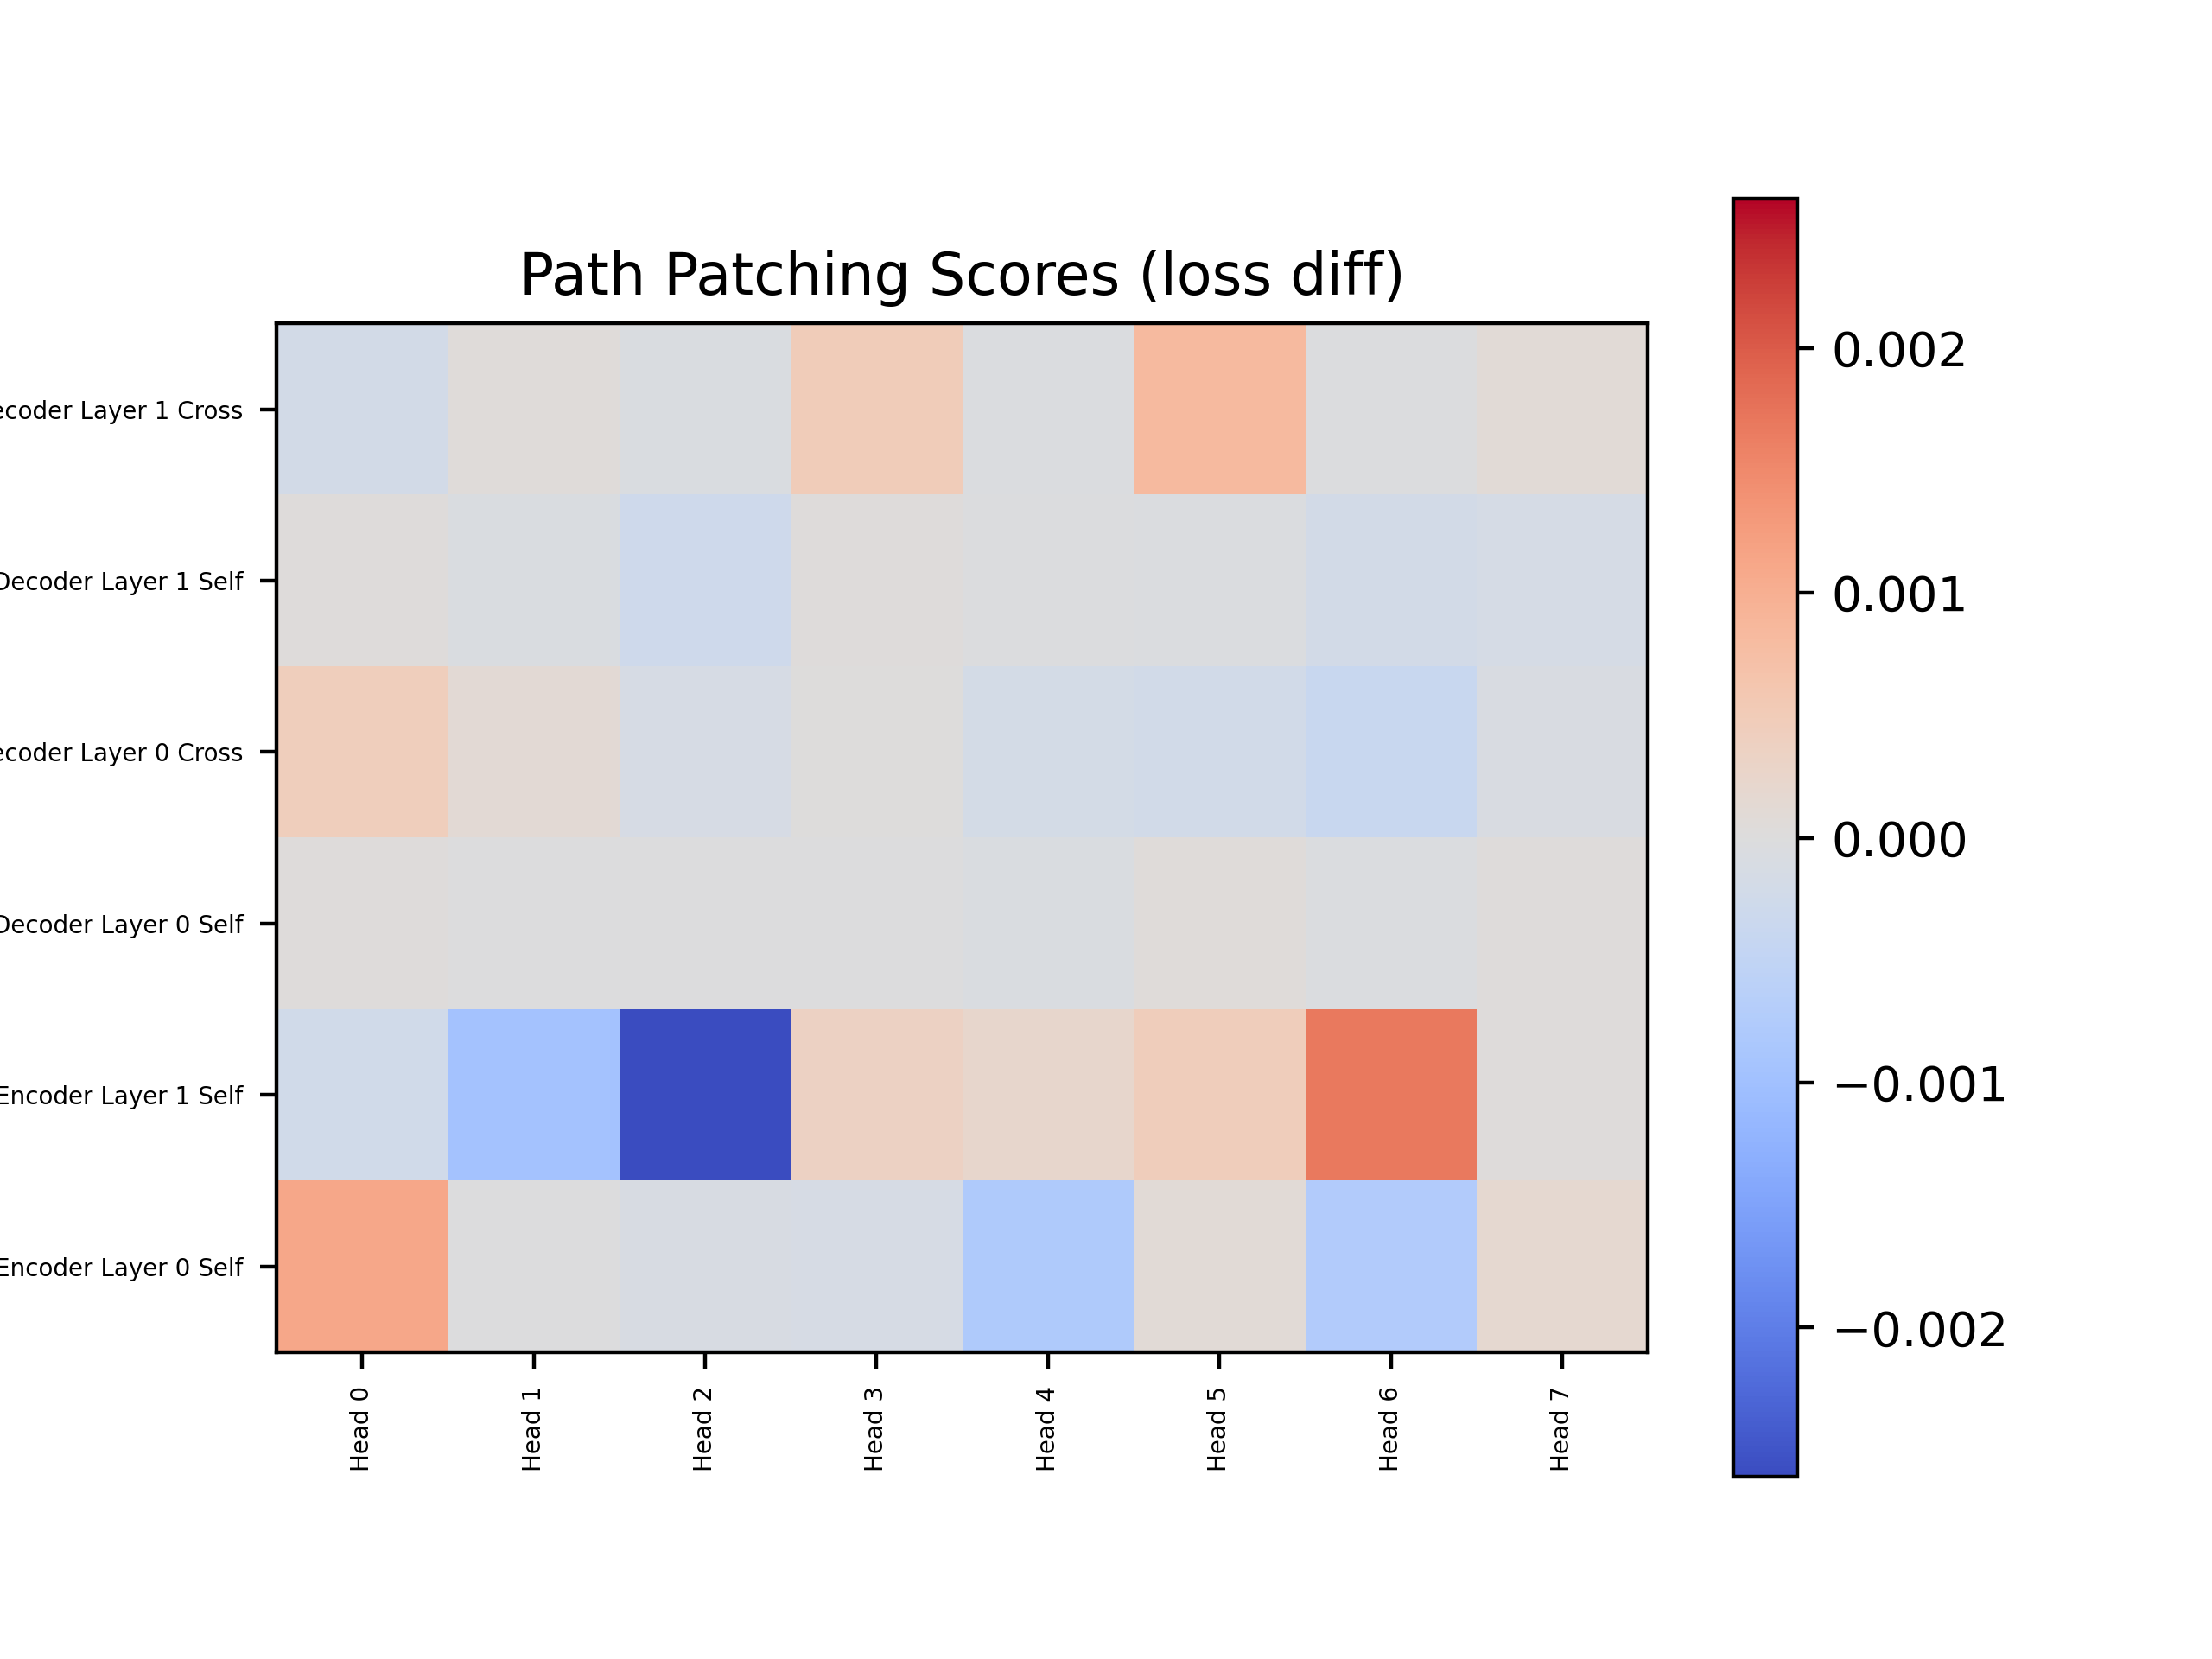 Path Patching Scores (loss diff)
ecoder Layer 1 Cross
Decoder Layer 1 Self
ecoder Layer 0 Cross
Decoder Layer 0 Self
Encoder Layer 1 Self
Encoder Layer 0 Self
Head 0
Head 1
Head 2
Head 3
Head 4
Head 5
Head 6
Head 7
0.002
0.001
0.000
−0.001
−0.002